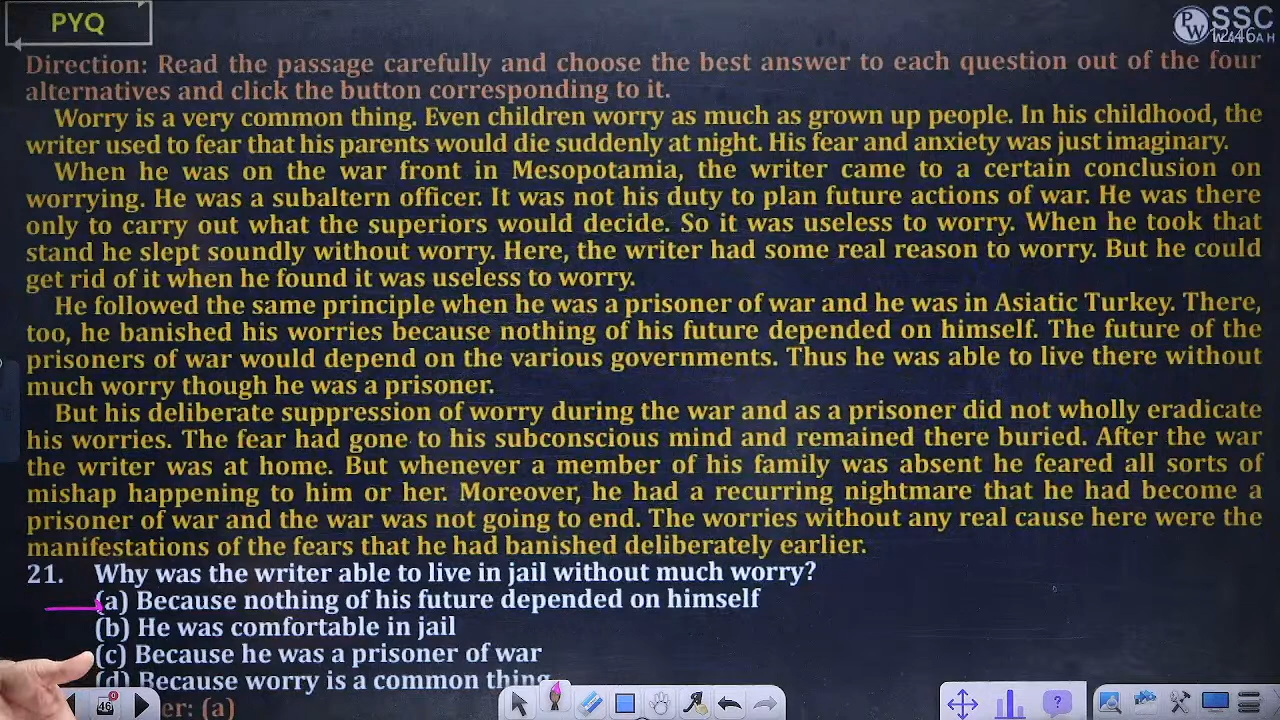 PYQ
SSC
Direction: Read the passage carefully and choose the best answer to each question out of the four
alternatives and click the button corresponding to it.
Worry is a very common thing. Even children worry as much as grown up people. In his childhood, the
writer used to fear that his parents would die suddenly at night. His fear and anxiety was just imaginary.
When he was on the war front in Mesopotamia, the writer came to a certain conclusion on
worrying. He was a subaltern officer. It was not his duty to plan future actions of war. He was there
only to carry out what the superiors would decide. So it was useless to worry. When he took that
stand he slept soundly without worry. Here, the writer had some real reason to worry. But he could
get rid of it when he found it was useless to worry.
He followed the same principle when he was a prisoner of war and he was in Asiatic Turkey. There,
too, he banished his worries because nothing of his future depended on himself. The future of the
prisoners of war would depend on the various governments. Thus he was able to live there without
much worry though he was a prisoner.
But his deliberate suppression of worry during the war and as a prisoner did not wholly eradicate
his worries. The fear had gone to his subconscious mind and remained there buried. After the war
the writer was at home. But whenever a member of his family was absent he feared all sorts of
mishap happening to him or her. Moreover, he had a recurring nightmare that he had become a
prisoner of war and the war was not going to end. The worries without any real cause here were the
manifestations of the fears that he had banished deliberately earlier.
21. Why was the writer able to live in jail without much worry?
(a) Because nothing of his future depended on himself
(b) He was comfortable in jail
(c) Because he was a prisoner of war
(d) Because worry is a common thing
er: (a)
46